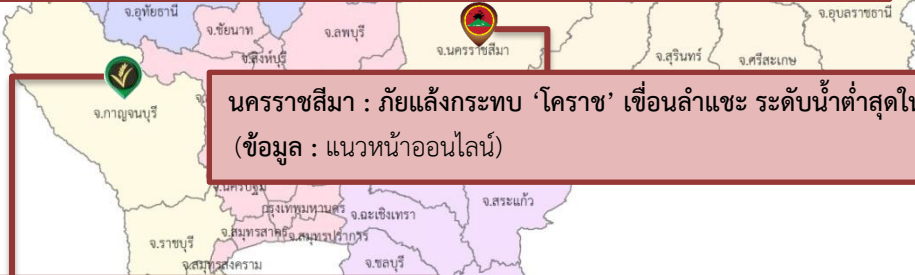 จ.อุทัยธานี
จ.ชัยนาท
จ.ลพบุรี
จ.อุบลราชธานี
จ.สิงห์บุรี
จ.นครราชสีมา
จ.สุรินทร์
จ.ศรีสะเกษ
จ.กาญจนบุรี
นครราชสีมา : ภัยแล้งกระทบ ‘โคราช’ เขื่อนลำแชะ ระดับน้ำต่ำสุดใน
(ข้อมูล : แนวหน้าออนไลน์)
จ.นครปฐม
กรุงเทพมหานคร
จ.ฉะเชิงเทรา
จ.สระแก้ว
จ.ราชบุรี
จ.สมุทรสาคร
จ.สมุทรปราการ
จ.สมุทรสงคราม
จ.ชลบุรี